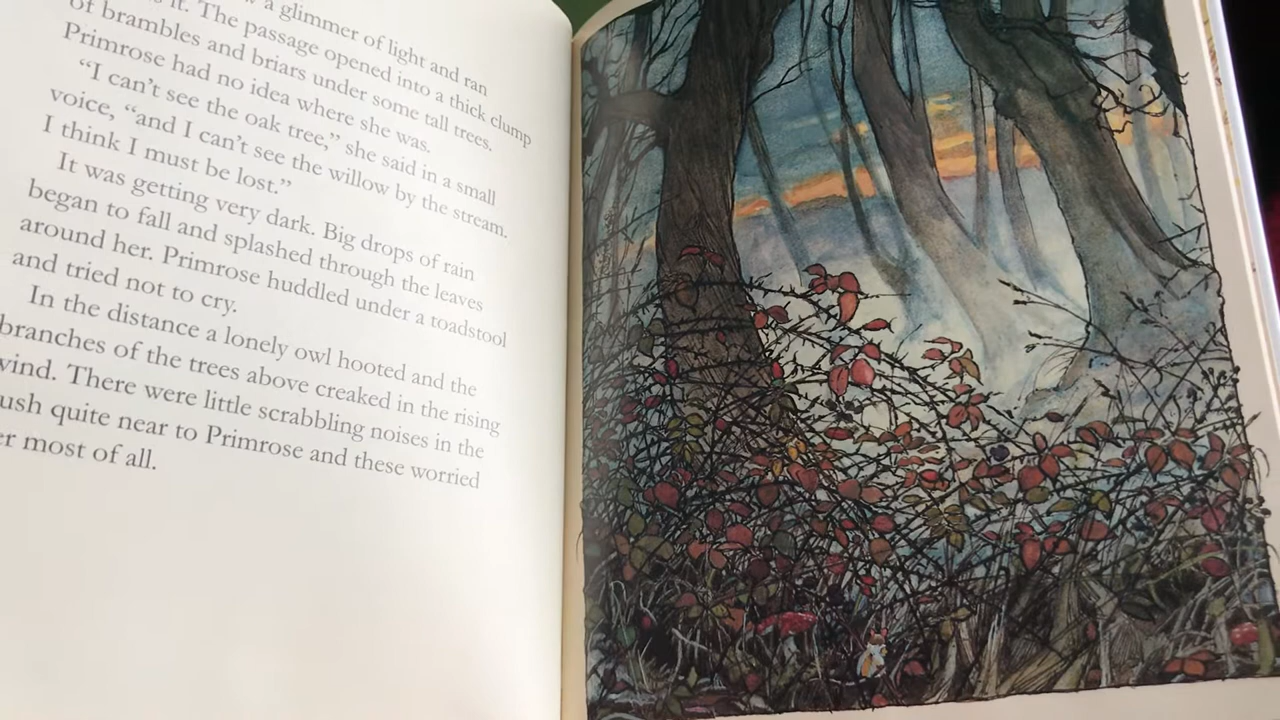 a glimmer of light and ran
it. The passage opened into a thick clump
of brambles and briars under some tall trees.
Primrose had no idea where she was.
“I can’t see the oak tree,” she said in a small
voice, “and I can’t see the willow by the stream.
I think I must be lost.”
It was getting very dark. Big drops of rain
began to fall and splashed through the leaves
around her. Primrose huddled under a toadstool
and tried not to cry.
In the distance a lonely owl hooted and the
branches of the trees above creaked in the rising
wind. There were little scrabbling noises in the
ush quite near to Primrose and these worried
er most of all.